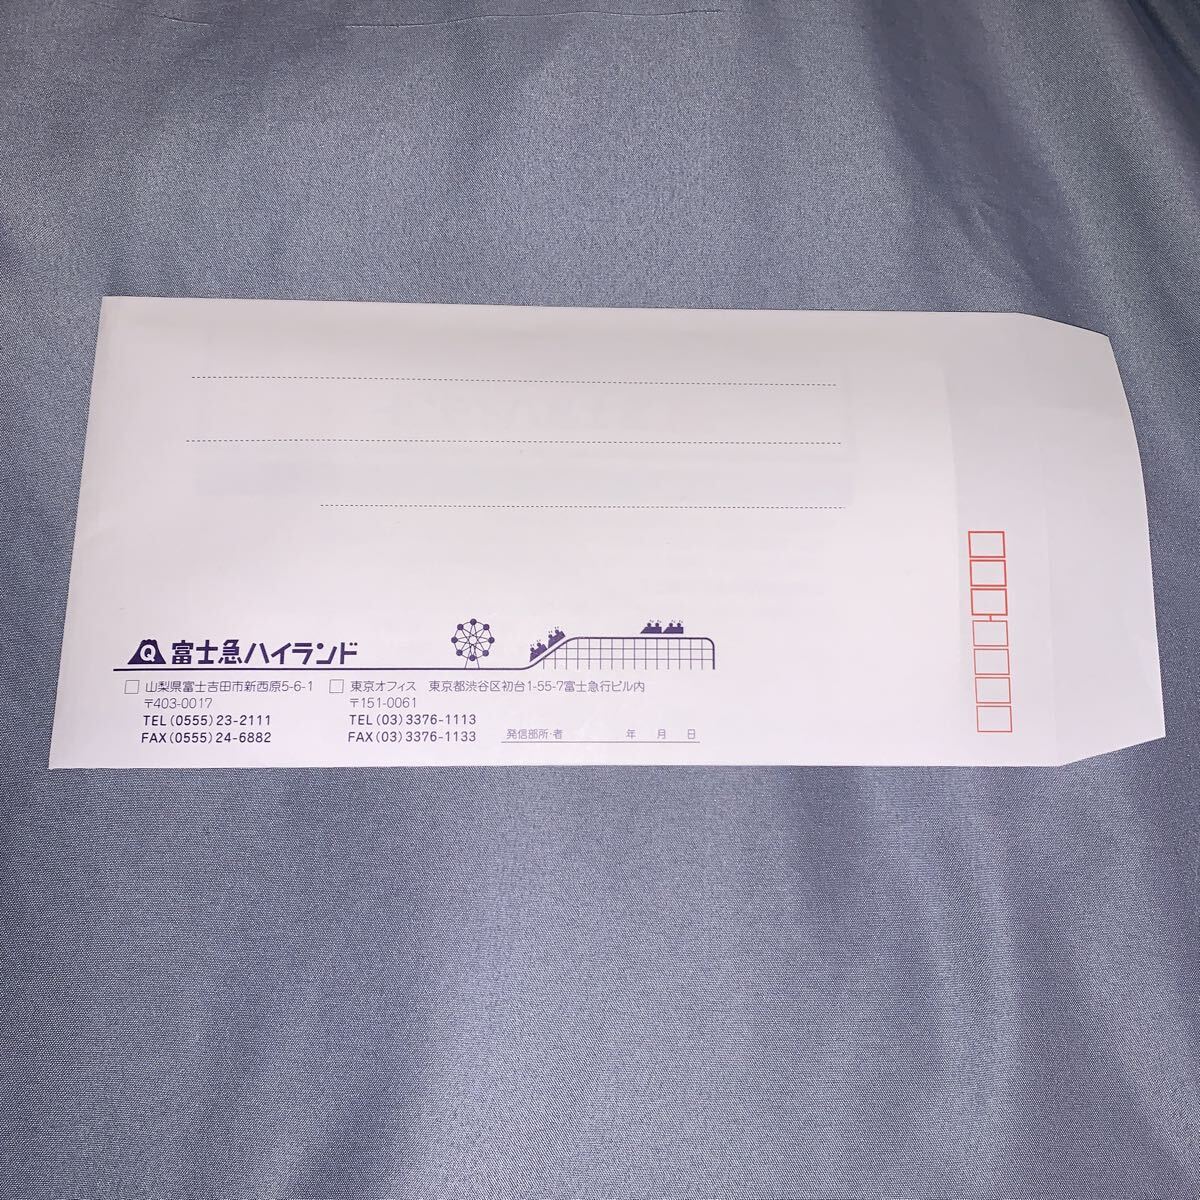 Q 富士急ハイランド
□ 山梨県富士吉田市新西原5-6-1
〒403-0017
TEL(0555)23-2111
FAX(0555)24-6882
□ 東京オフィス 東京都渋谷区初台1-55-7富士急行ビル内
〒151-0061
TEL(03)3376-1113
FAX(03)3376-1133
発信部所・者 年 月 日